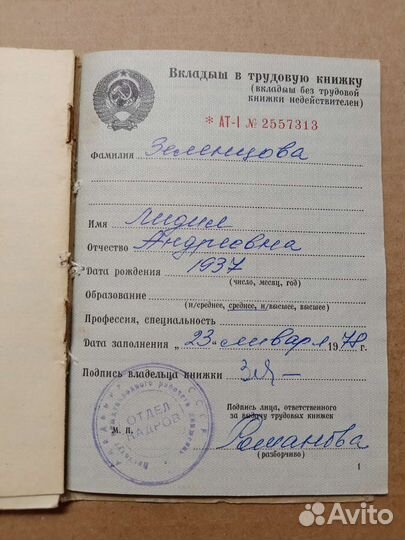 Вкладыш в трудовую книжку
(вкладыш без трудовой
книжки недействителен)
* АТ-I № 2557313
Фамилия Зеленцова
Имя Лидия
Отчество Андреевна
Дата рождения 1937
(число, месяц, год)
Образование
(н/среднее, среднее, н/высшее, высшее)
Профессия, специальность
Дата заполнения „ 23 января 1978 г.
Подпись владельца книжки
Подпись лица, ответственного
за выдачу трудовых книжек
М. П.
ОТДЕЛ
КАДРОВ
Романова
(разборчиво)
1
Avito